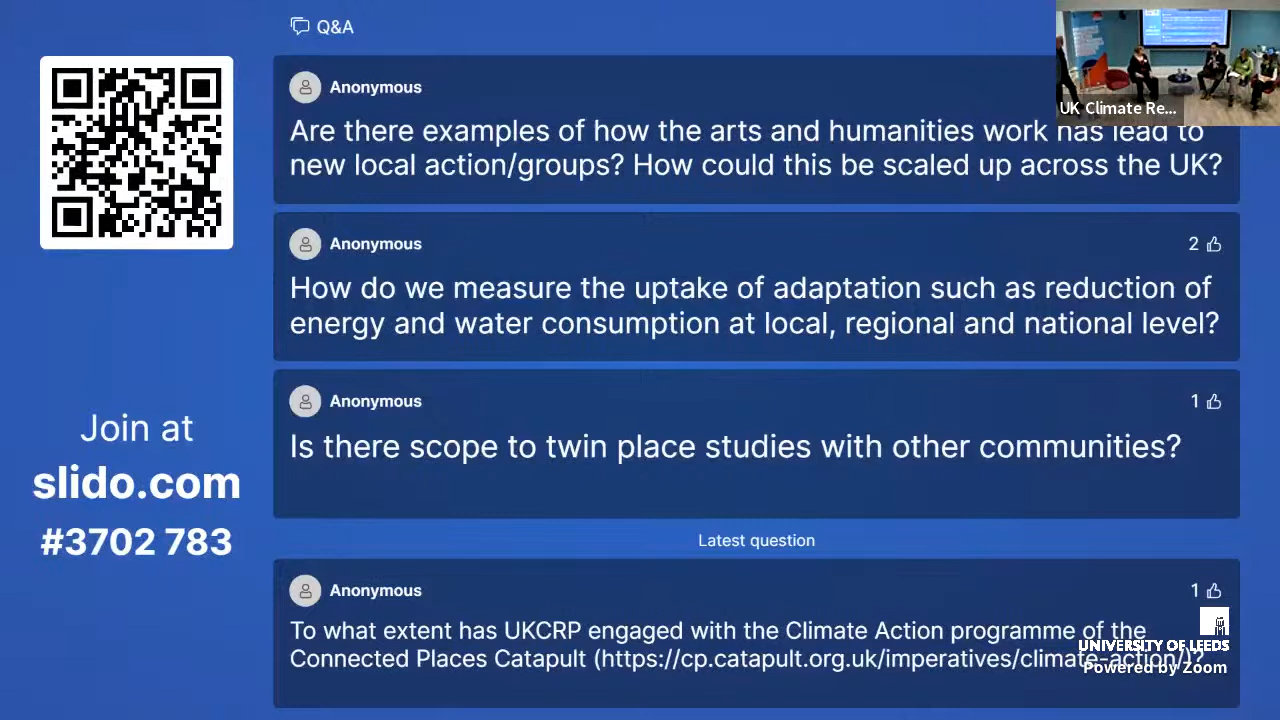 Q&A
Anonymous
Are there examples of how the arts and humanities work has lead to
new local action/groups? How could this be scaled up across the UK?
UK Climate Re...
Anonymous
2
How do we measure the uptake of adaptation such as reduction of
energy and water consumption at local, regional and national level?
Anonymous
1
Is there scope to twin place studies with other communities?
Join at
slido.com
#3702 783
Latest question
Anonymous
1
To what extent has UKCRP engaged with the Climate Action programme of the
Connected Places Catapult (https://cp.catapult.org.uk/imperatives/climate-action/)?
UNIVERSITY OF LEEDS
Powered by Zoom